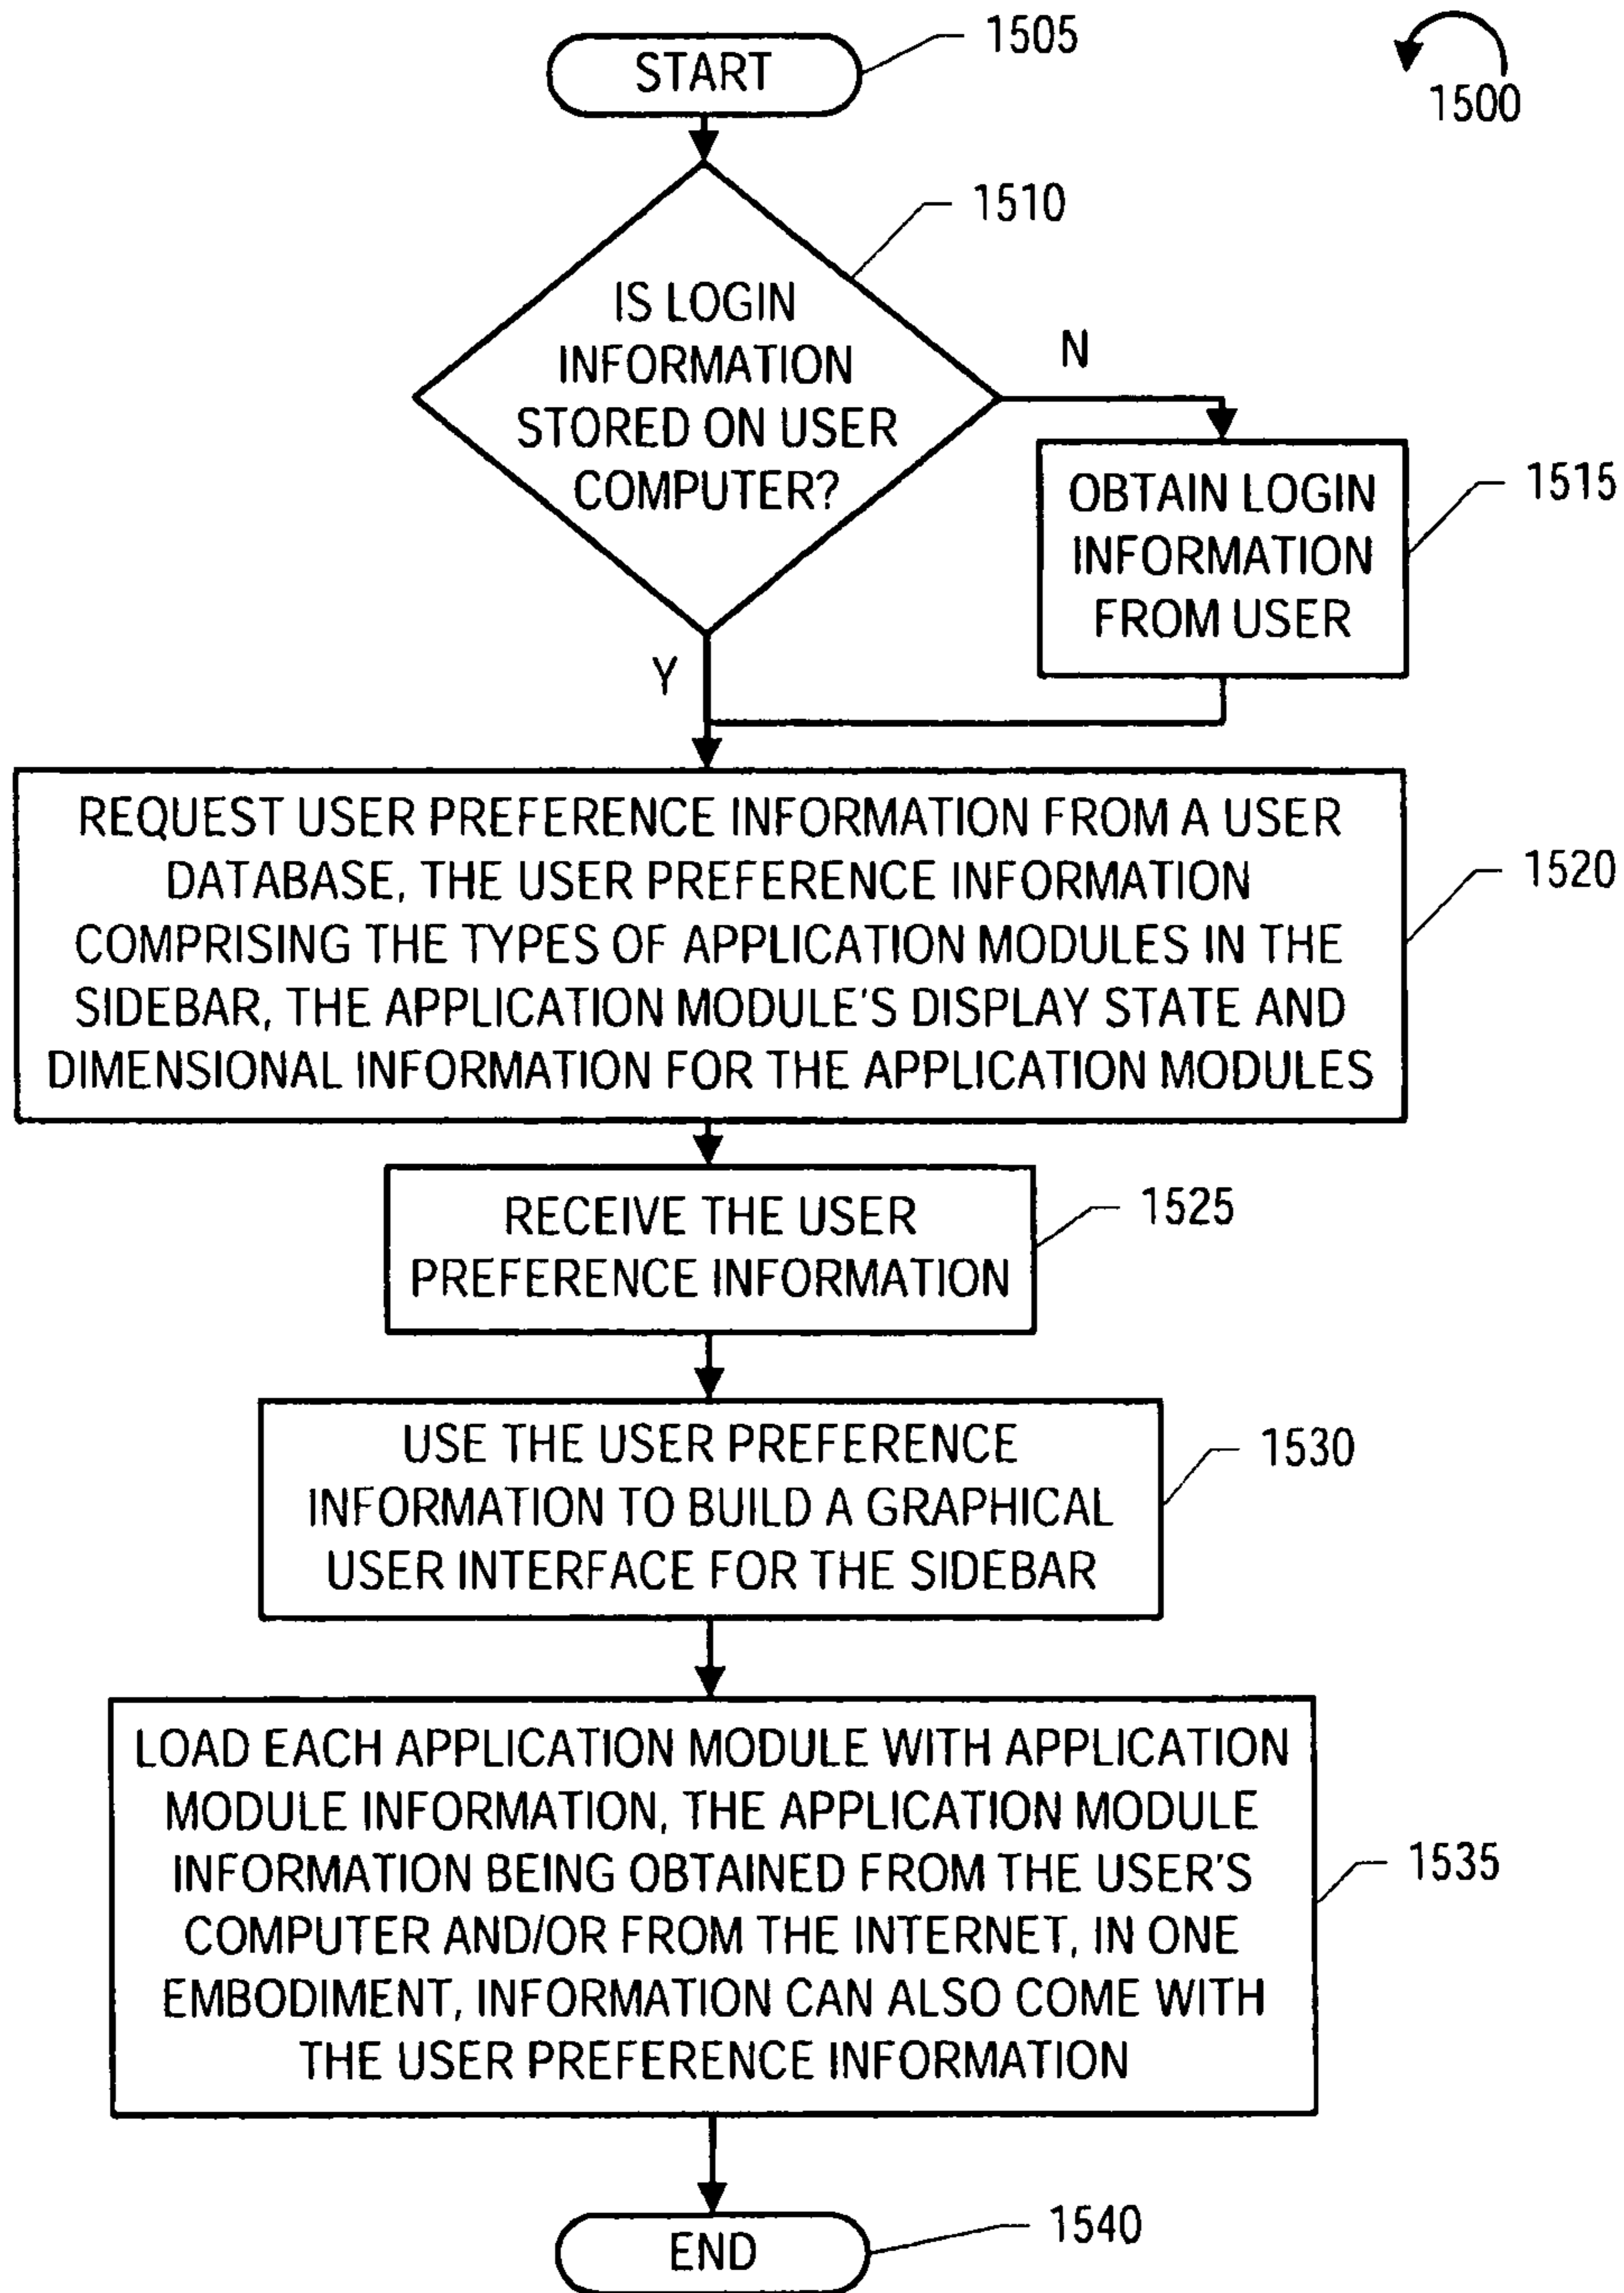 START
1505
1500
1510
IS LOGIN
INFORMATION
STORED ON USER
COMPUTER?
N
OBTAIN LOGIN
INFORMATION
FROM USER
1515
Y
REQUEST USER PREFERENCE INFORMATION FROM A USER
DATABASE, THE USER PREFERENCE INFORMATION
COMPRISING THE TYPES OF APPLICATION MODULES IN THE
SIDEBAR, THE APPLICATION MODULE'S DISPLAY STATE AND
DIMENSIONAL INFORMATION FOR THE APPLICATION MODULES
1520
RECEIVE THE USER
PREFERENCE INFORMATION
1525
USE THE USER PREFERENCE
INFORMATION TO BUILD A GRAPHICAL
USER INTERFACE FOR THE SIDEBAR
1530
LOAD EACH APPLICATION MODULE WITH APPLICATION
MODULE INFORMATION, THE APPLICATION MODULE
INFORMATION BEING OBTAINED FROM THE USER'S
COMPUTER AND/OR FROM THE INTERNET, IN ONE
EMBODIMENT, INFORMATION CAN ALSO COME WITH
THE USER PREFERENCE INFORMATION
1535
END
1540